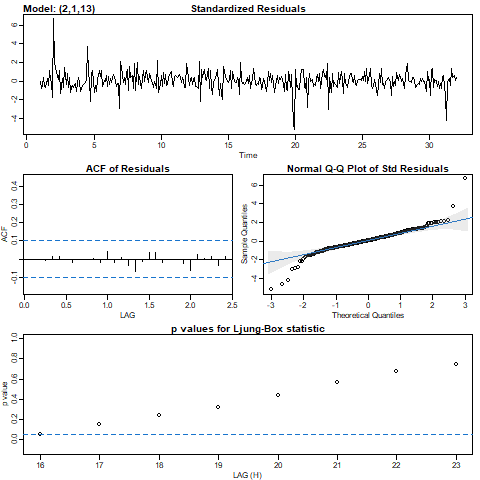 Model: (2,1,13) Standardized Residuals
6
4
2
0
-2
-4
0 5 10 15 20 25 30
Time
ACF of Residuals
ACF
0.4
0.3
0.2
0.1
-0.1
0.0 0.5 1.0 1.5 2.0 2.5
LAG
Normal Q-Q Plot of Std Residuals
Sample Quantiles
6
4
2
0
-2
-4
-3 -2 -1 0 1 2 3
Theoretical Quantiles
p values for Ljung-Box statistic
p value
1.0
0.8
0.6
0.4
0.2
0.0
16 17 18 19 20 21 22 23
LAG (H)